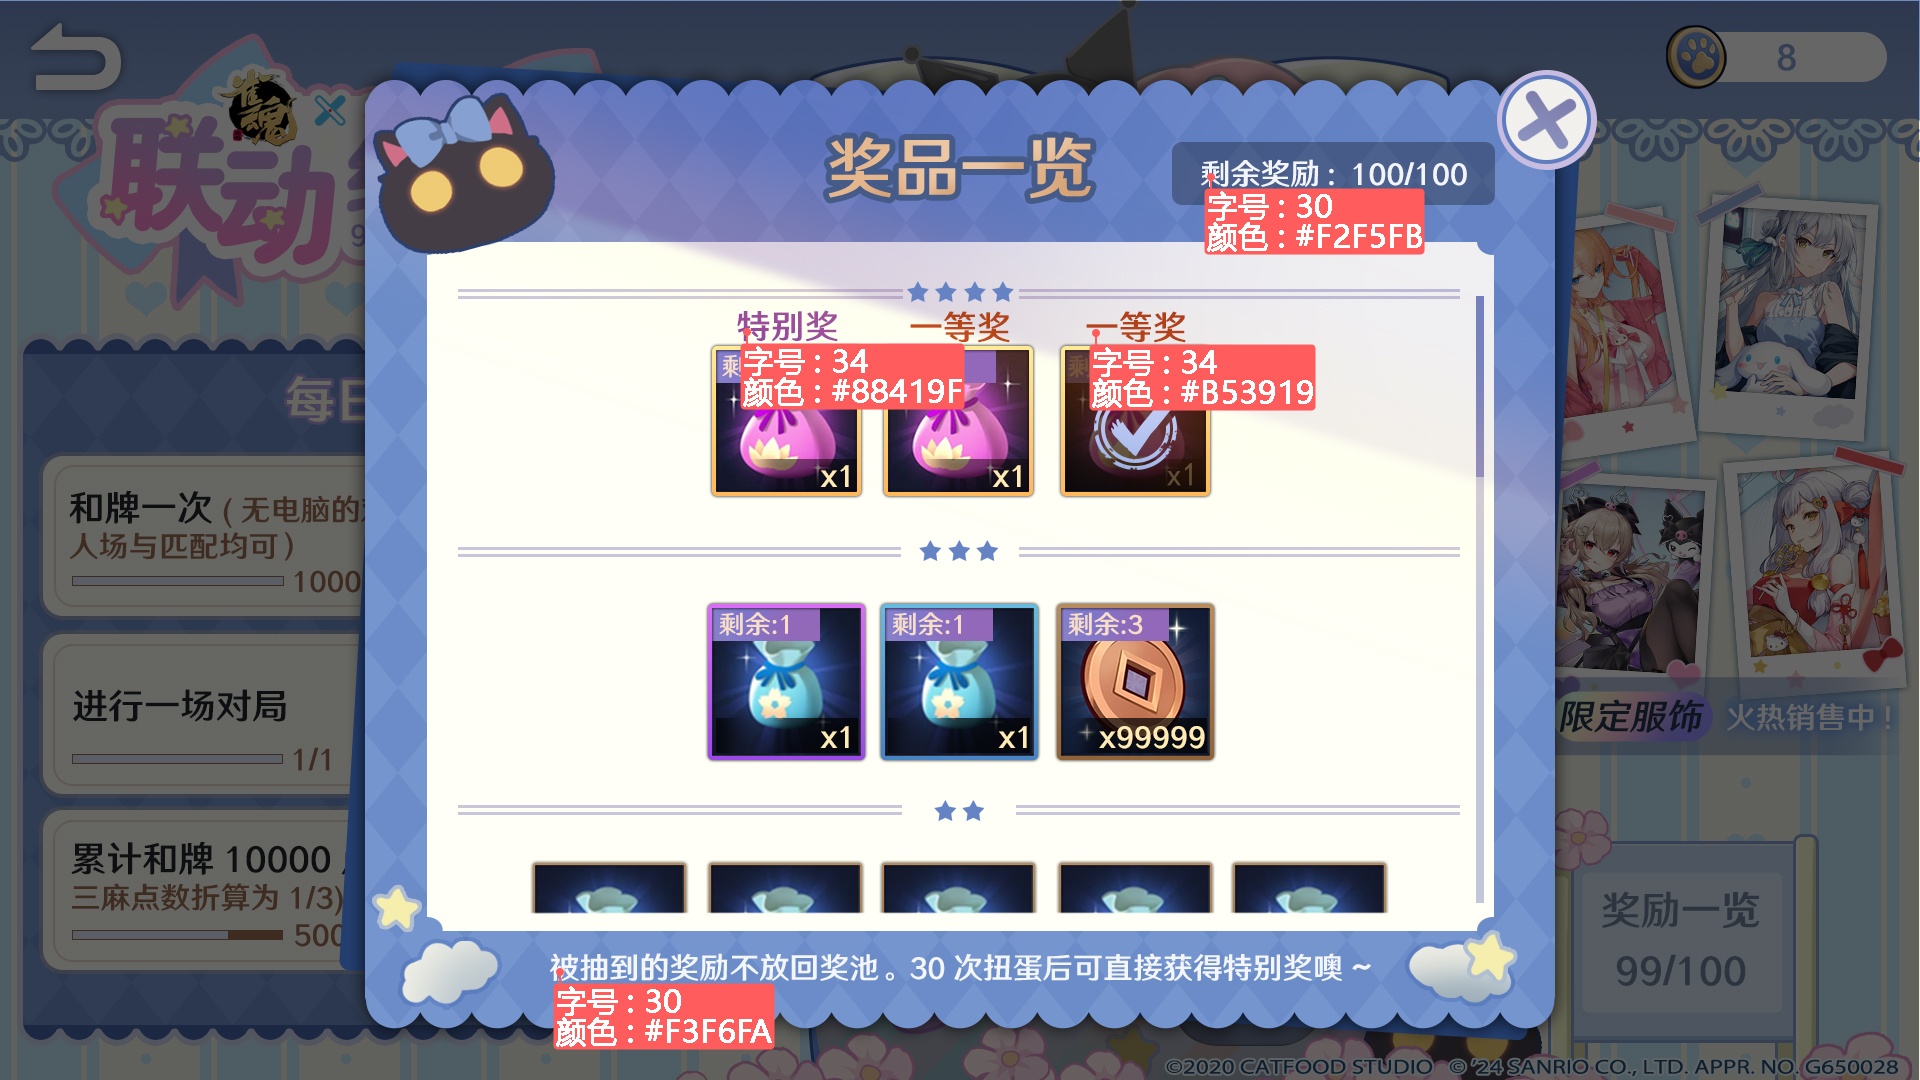 8
雀魂
联动
9
奖品一览
剩余奖励：100/100
字号：30
颜色：#F2F5FB
特别奖
一等奖
一等奖
字号：34
颜色：#88419F
字号：34
颜色：#B53919
剩
剩
x1
x1
x1
每日
和牌一次（无电脑的
人场与匹配均可）
1000
剩余:1
剩余:1
剩余:3
x1
x1
x99999
进行一场对局
1/1
限定服饰 火热销售中！
累计和牌 10000
三麻点数折算为 1/3)
500
奖励一览
99/100
被抽到的奖励不放回奖池。30 次扭蛋后可直接获得特别奖噢～
字号：30
颜色：#F3F6FA
©2020 CATFOOD STUDIO © '24 SANRIO CO., LTD. APPR. NO. G650028